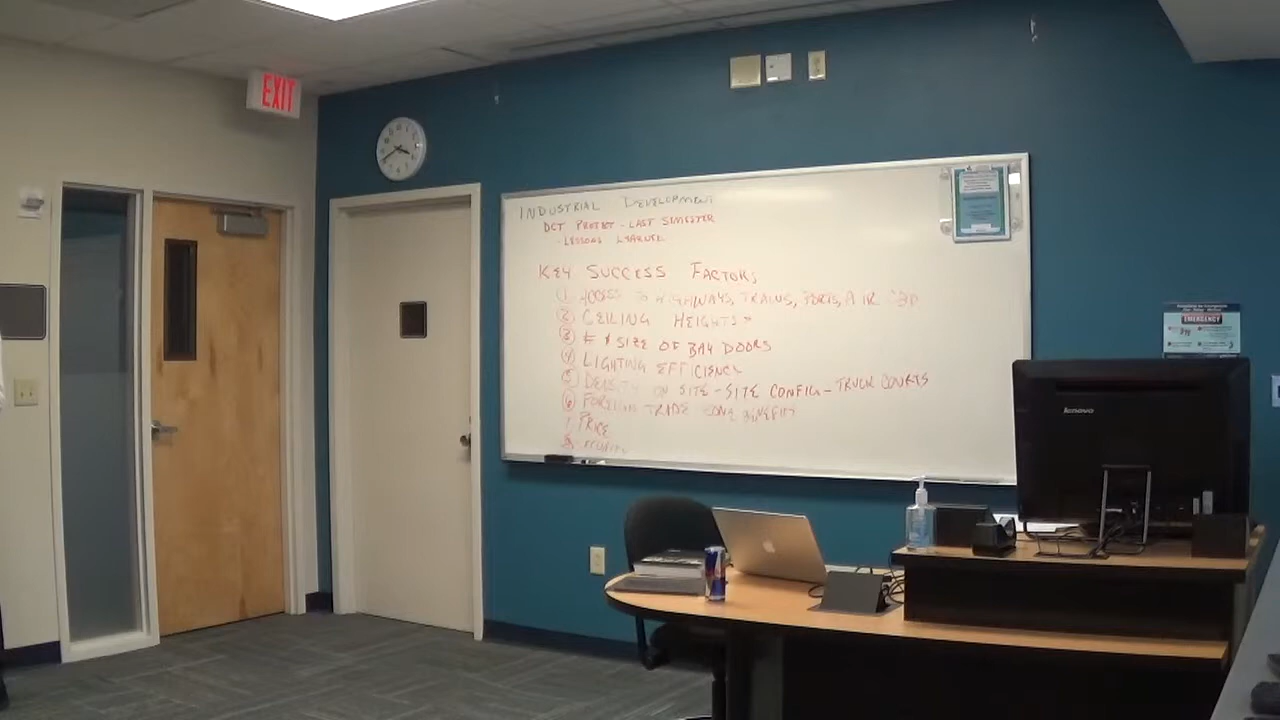 EXIT
INDUSTRIAL DEVELOPMENT
DCT PROJECT - LAST SEMESTER
- LESSONS LEARNED
KEY SUCCESS FACTORS
① ACCESS TO HIGHWAYS, TRAINS, PORTS, AIR CBD
② CEILING HEIGHTS
③ # & SIZE OF BAY DOORS
④ LIGHTING EFFICIENCY
⑤ DENSITY ON SITE - SITE CONFIG - TRUCK COURTS
⑥ FOREIGN TRADE ZONE BENEFITS
PRICE
EMERGENCY
lenovo